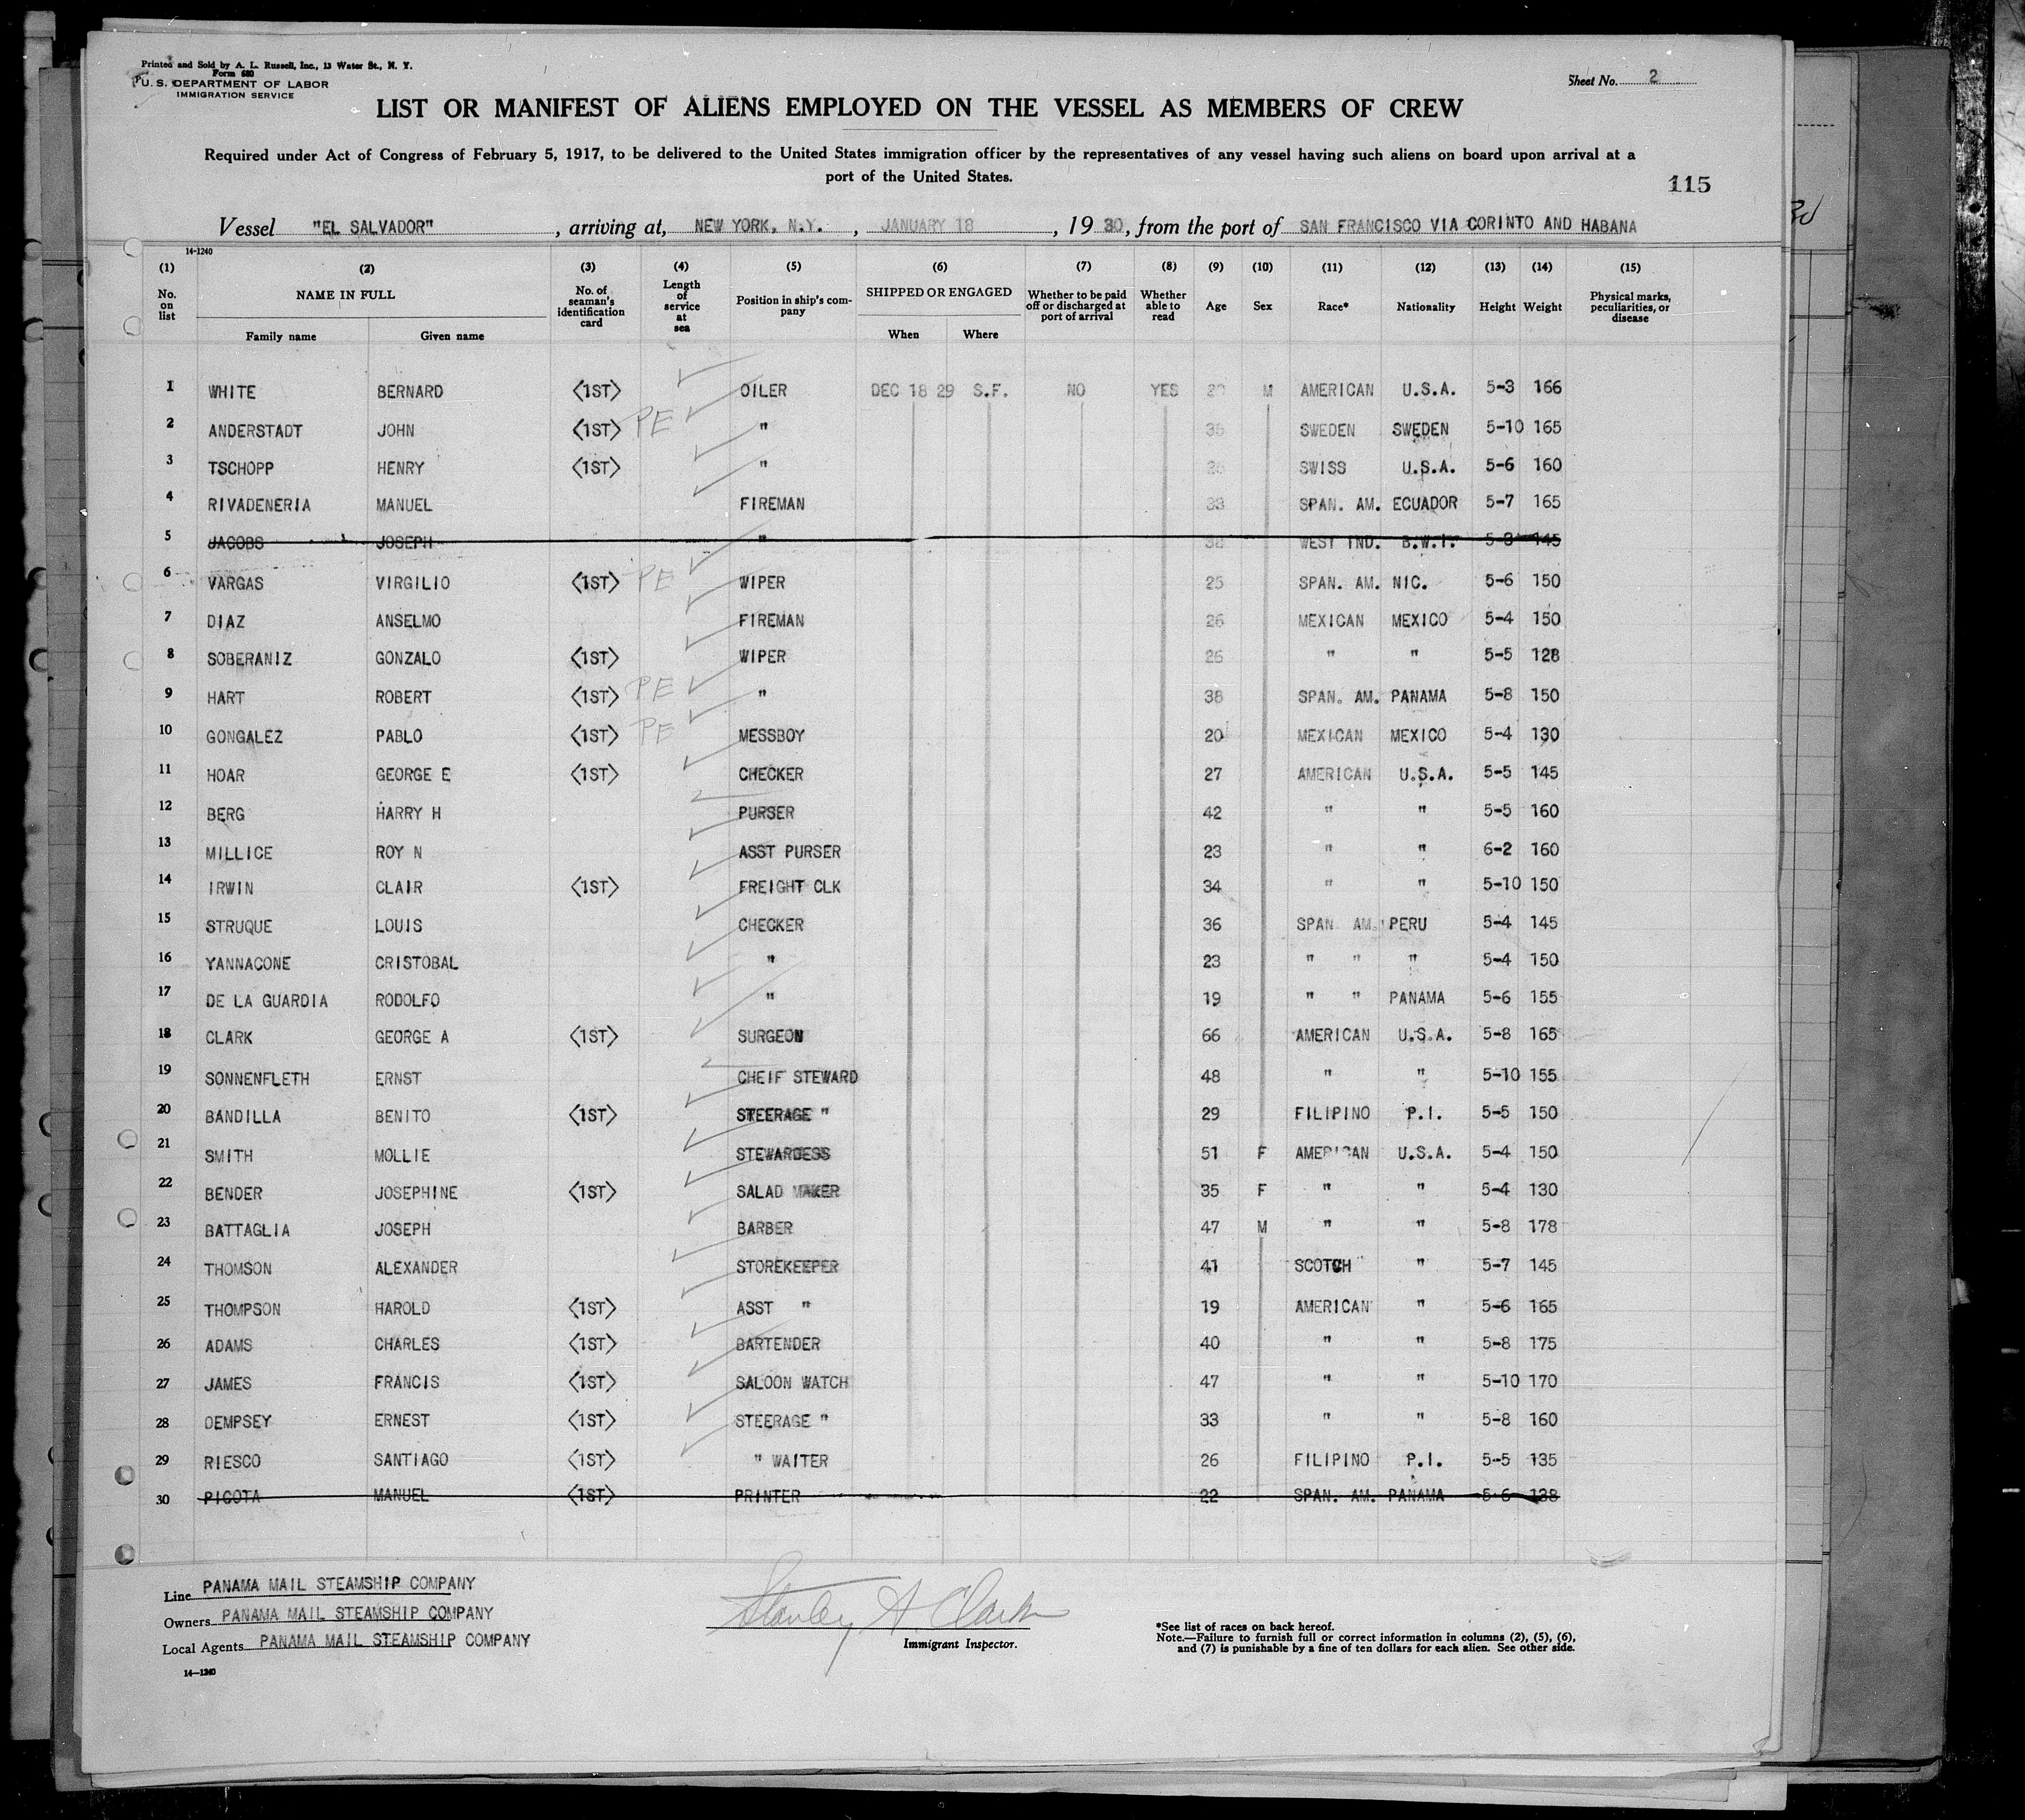 Printed and Sold by A. L. Russell, Inc., 13 Water St., N. Y.
Form 680
U. S. DEPARTMENT OF LABOR
IMMIGRATION SERVICE
Sheet No. 2
LIST OR MANIFEST OF ALIENS EMPLOYED ON THE VESSEL AS MEMBERS OF CREW
Required under Act of Congress of February 5, 1917, to be delivered to the United States immigration officer by the representatives of any vessel having such aliens on board upon arrival at a
port of the United States.
115
Vessel "EL SALVADOR" , arriving at, NEW YORK, N.Y. , JANUARY 18 , 19 30, from the port of SAN FRANCISCO VIA CORINTO AND HABANA
14-1240
(1) (2) (3) (4) (5) (6) (7) (8) (9) (10) (11) (12) (13) (14) (15)
No. on list NAME IN FULL Family name Given name No. of seaman's identification card Length of service at sea Position in ship's company SHIPPED OR ENGAGED When Where Whether to be paid off or discharged at port of arrival Whether able to read Age Sex Race* Nationality Height Weight Physical marks, peculiarities, or disease
1 WHITE BERNARD <1ST> OILER DEC 18 29 S.F. NO YES M AMERICAN U.S.A. 5-3 166
2 ANDERSTADT JOHN <1ST> PE " SWEDEN SWEDEN 5-10 165
3 TSCHOPP HENRY <1ST> " SWISS U.S.A. 5-6 160
4 RIVADENERIA MANUEL FIREMAN SPAN. AM. ECUADOR 5-7 165
5 JACOBS JOSEPH " 38 WEST IND. B.W.I. 5-3 145
6 VARGAS VIRGILIO <1ST> PE WIPER 25 SPAN. AM. NIC. 5-6 150
7 DIAZ ANSELMO FIREMAN 26 MEXICAN MEXICO 5-4 150
8 SOBERANIZ GONZALO <1ST> WIPER 26 " " 5-5 128
9 HART ROBERT <1ST> PE " 38 SPAN. AM. PANAMA 5-8 150
10 GONGALEZ PABLO <1ST> PE MESSBOY 20 MEXICAN MEXICO 5-4 130
11 HOAR GEORGE E <1ST> CHECKER 27 AMERICAN U.S.A. 5-5 145
12 BERG HARRY H PURSER 42 " " 5-5 160
13 MILLICE ROY N ASST PURSER 23 " " 6-2 160
14 IRWIN CLAIR <1ST> FREIGHT CLK 34 " " 5-10 150
15 STRUQUE LOUIS CHECKER 36 SPAN AM. PERU 5-4 145
16 YANNACONE CRISTOBAL " 23 " " " 5-4 150
17 DE LA GUARDIA RODOLFO " 19 " " PANAMA 5-6 155
18 CLARK GEORGE A <1ST> SURGEON 66 AMERICAN U.S.A. 5-8 165
19 SONNENFLETH ERNST CHEIF STEWARD 48 " " 5-10 155
20 BANDILLA BENITO <1ST> STEERAGE " 29 FILIPINO P.I. 5-5 150
21 SMITH MOLLIE STEWARDESS 51 F AMERICAN U.S.A. 5-4 150
22 BENDER JOSEPHINE <1ST> SALAD MAKER 35 F " " 5-4 130
23 BATTAGLIA JOSEPH BARBER 47 M " " 5-8 178
24 THOMSON ALEXANDER STOREKEEPER 41 SCOTCH " 5-7 145
25 THOMPSON HAROLD <1ST> ASST " 19 AMERICAN " 5-6 165
26 ADAMS CHARLES <1ST> BARTENDER 40 " " 5-8 175
27 JAMES FRANCIS <1ST> SALOON WATCH 47 " " 5-10 170
28 DEMPSEY ERNEST <1ST> STEERAGE " 33 " " 5-8 160
29 RIESCO SANTIAGO <1ST> " WAITER 26 FILIPINO P.I. 5-5 135
30 PICOTA MANUEL <1ST> PRINTER 22 SPAN. AM. PANAMA 5-6 138
Line PANAMA MAIL STEAMSHIP COMPANY
Owners PANAMA MAIL STEAMSHIP COMPANY
Local Agents PANAMA MAIL STEAMSHIP COMPANY
14-1240
Stanley A. Clark
Immigrant Inspector.
*See list of races on back hereof.
Note.—Failure to furnish full or correct information in columns (2), (5), (6),
and (7) is punishable by a fine of ten dollars for each alien. See other side.